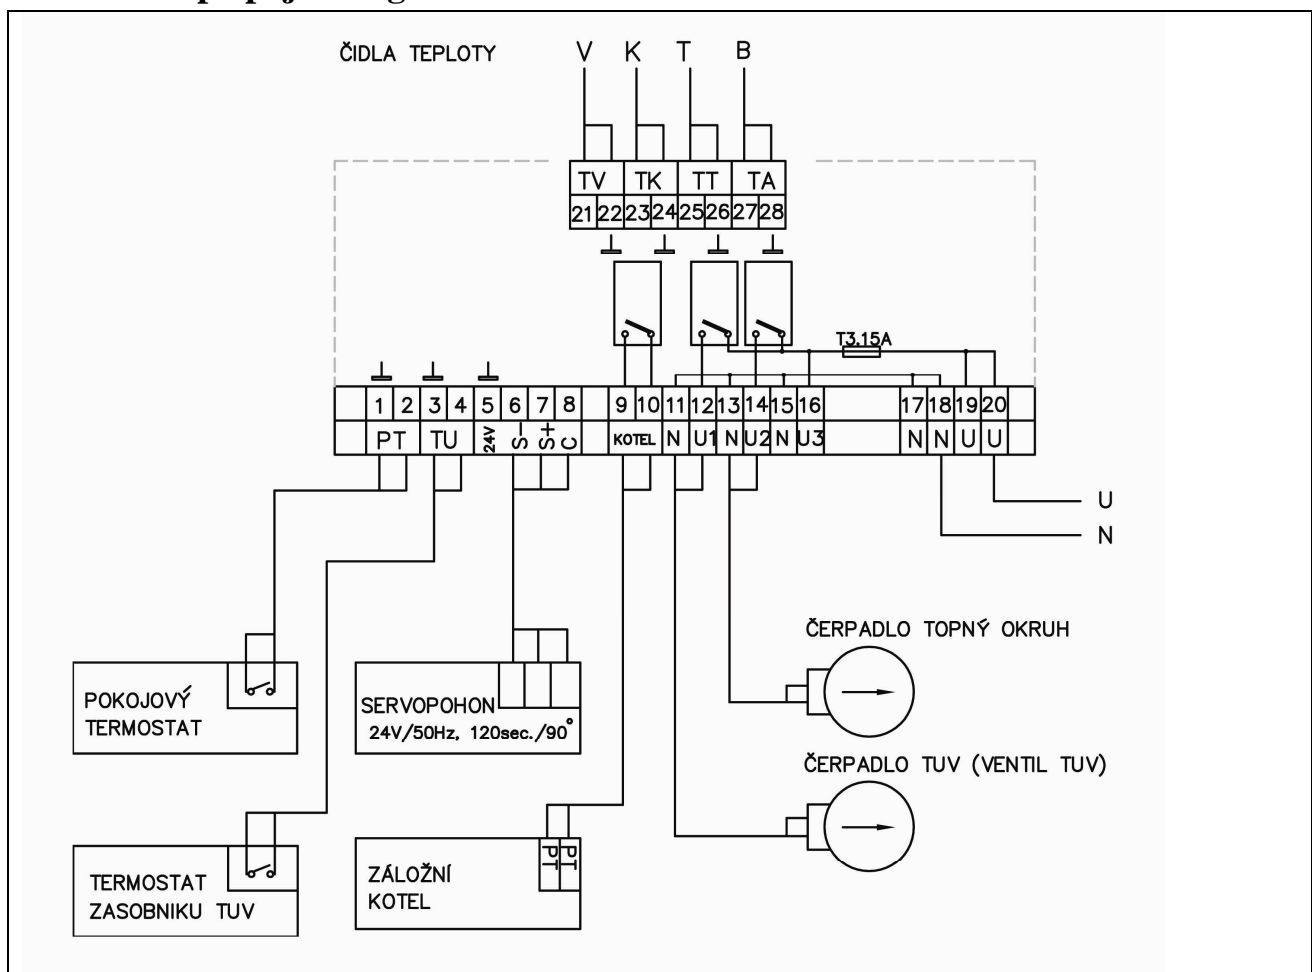 ČIDLA TEPLOTY V K T B
TV TK TT TA
21 22 23 24 25 26 27 28
T3.15A
1 2 3 4 5 6 7 8 9 10 11 12 13 14 15 16 17 18 19 20
PT TU 24V S- S+ C KOTEL N U1 N U2 N U3 N N U U
U
N
ČERPADLO TOPNÝ OKRUH
POKOJOVÝ
TERMOSTAT
SERVOPOHON
24V/50Hz, 120sec./90°
ČERPADLO TUV (VENTIL TUV)
PT PT
ZÁLOŽNÍ
KOTEL
TERMOSTAT
ZASOBNIKU TUV